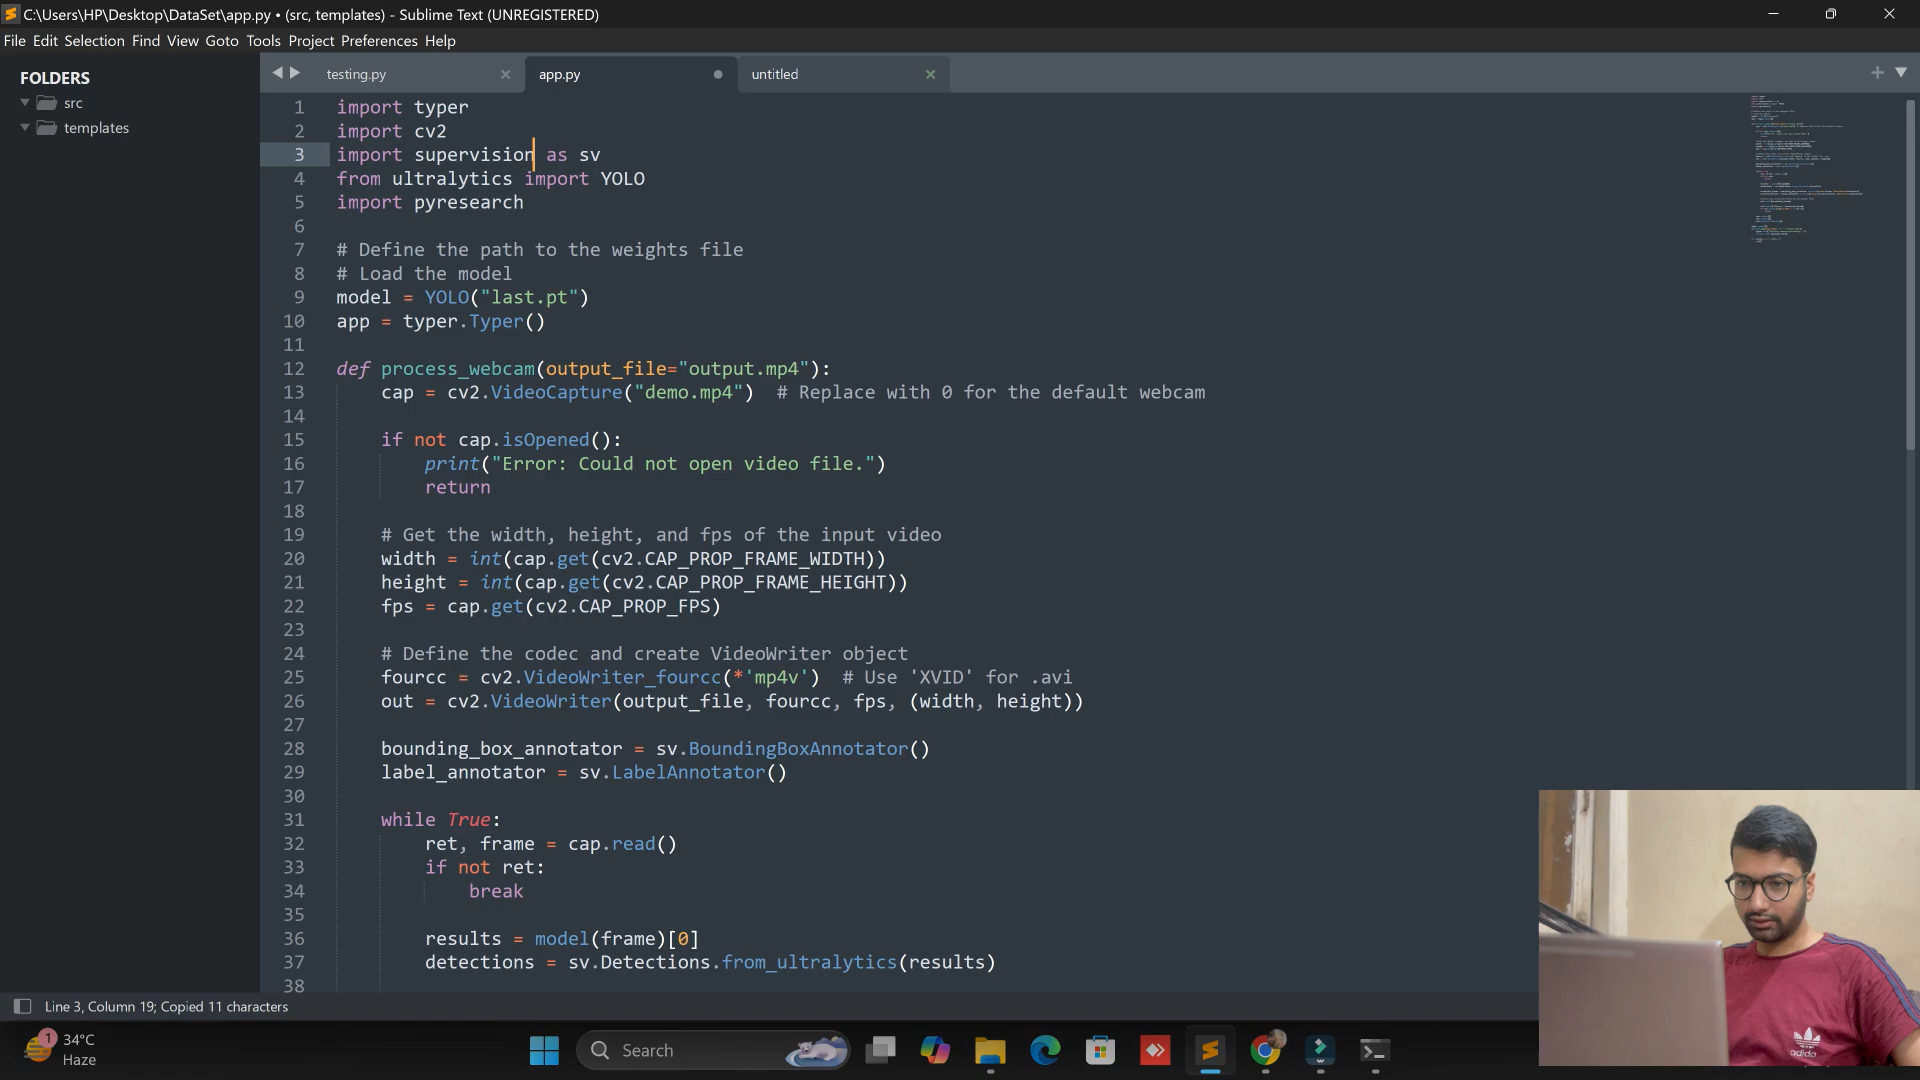 C:\Users\HP\Desktop\DataSet\app.py • (src, templates) - Sublime Text (UNREGISTERED)
File Edit Selection Find View Goto Tools Project Preferences Help
FOLDERS
src
templates
testing.py
app.py
untitled
1 import typer
2 import cv2
3 import supervision as sv
4 from ultralytics import YOLO
5 import pyresearch
6
7 # Define the path to the weights file
8 # Load the model
9 model = YOLO("last.pt")
10 app = typer.Typer()
11
12 def process_webcam(output_file="output.mp4"):
13 cap = cv2.VideoCapture("demo.mp4") # Replace with 0 for the default webcam
14
15 if not cap.isOpened():
16 print("Error: Could not open video file.")
17 return
18
19 # Get the width, height, and fps of the input video
20 width = int(cap.get(cv2.CAP_PROP_FRAME_WIDTH))
21 height = int(cap.get(cv2.CAP_PROP_FRAME_HEIGHT))
22 fps = cap.get(cv2.CAP_PROP_FPS)
23
24 # Define the codec and create VideoWriter object
25 fourcc = cv2.VideoWriter_fourcc(*'mp4v') # Use 'XVID' for .avi
26 out = cv2.VideoWriter(output_file, fourcc, fps, (width, height))
27
28 bounding_box_annotator = sv.BoundingBoxAnnotator()
29 label_annotator = sv.LabelAnnotator()
30
31 while True:
32 ret, frame = cap.read()
33 if not ret:
34 break
35
36 results = model(frame)[0]
37 detections = sv.Detections.from_ultralytics(results)
38
Line 3, Column 19; Copied 11 characters
1
34°C
Haze
Search
adidas